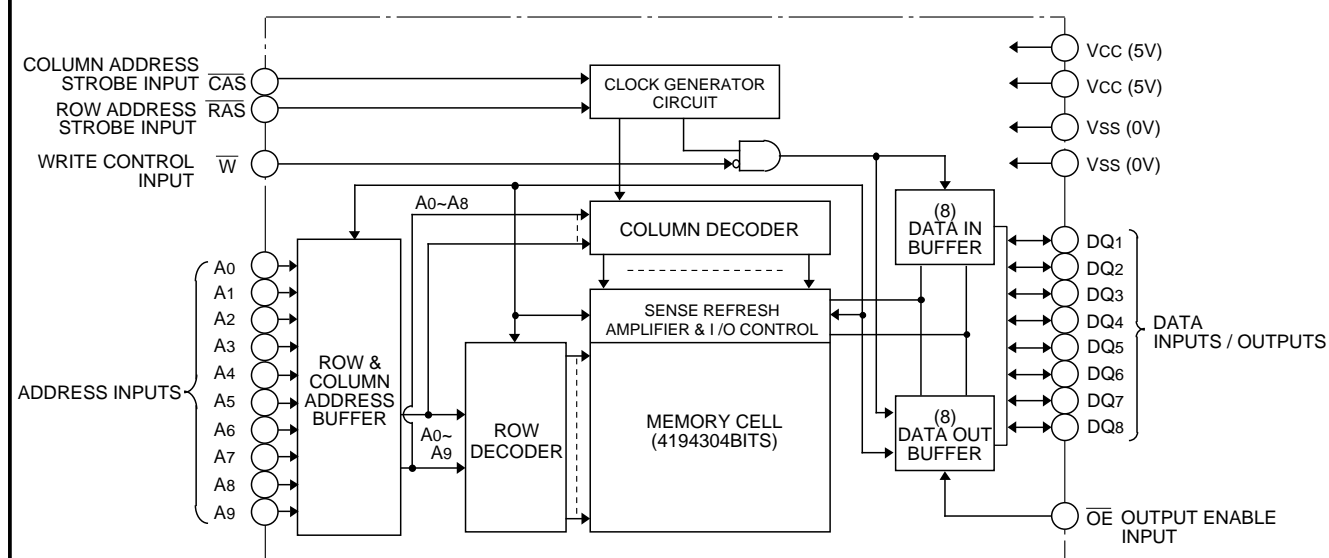 COLUMN ADDRESS
STROBE INPUT CAS
ROW ADDRESS RAS
STROBE INPUT
WRITE CONTROL W
INPUT
CLOCK GENERATOR
CIRCUIT
VCC (5V)
VCC (5V)
VSS (0V)
VSS (0V)
A0~A8
COLUMN DECODER
(8)
DATA IN
BUFFER
ADDRESS INPUTS
A0
A1
A2
A3
A4
A5
A6
A7
A8
A9
ROW &
COLUMN
ADDRESS
BUFFER
A0~
A9
ROW
DECODER
SENSE REFRESH
AMPLIFIER & I /O CONTROL
MEMORY CELL
(4194304BITS)
(8)
DATA OUT
BUFFER
DQ1
DQ2
DQ3
DQ4
DQ5
DQ6
DQ7
DQ8
DATA
INPUTS / OUTPUTS
OE OUTPUT ENABLE
INPUT